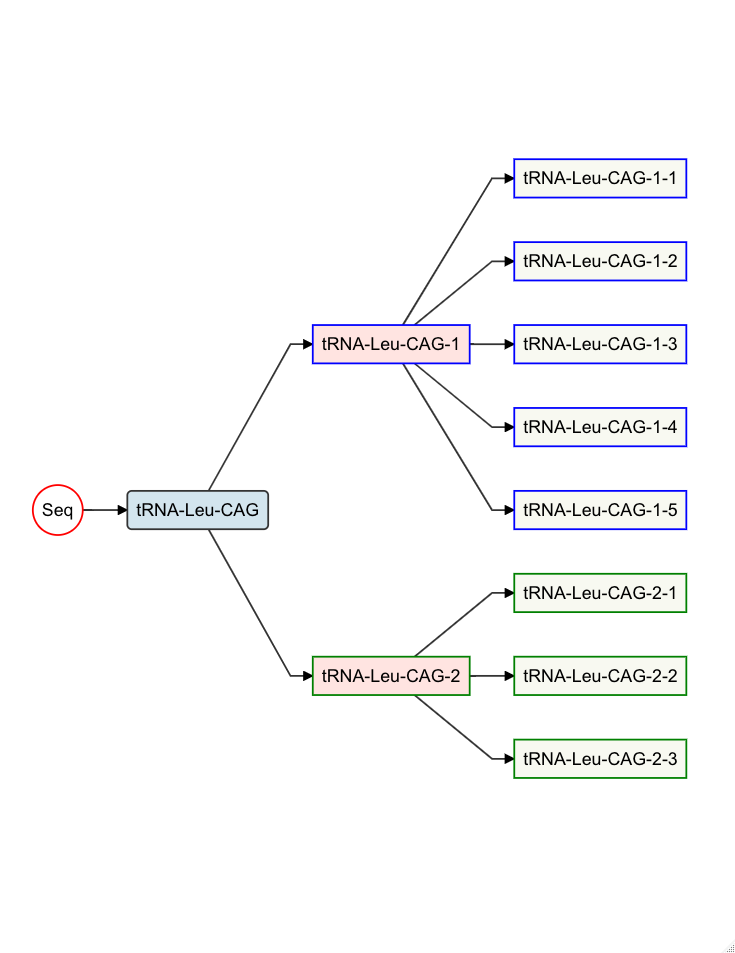 Seq
tRNA-Leu-CAG
tRNA-Leu-CAG-1
tRNA-Leu-CAG-1-1
tRNA-Leu-CAG-1-2
tRNA-Leu-CAG-1-3
tRNA-Leu-CAG-1-4
tRNA-Leu-CAG-1-5
tRNA-Leu-CAG-2
tRNA-Leu-CAG-2-1
tRNA-Leu-CAG-2-2
tRNA-Leu-CAG-2-3